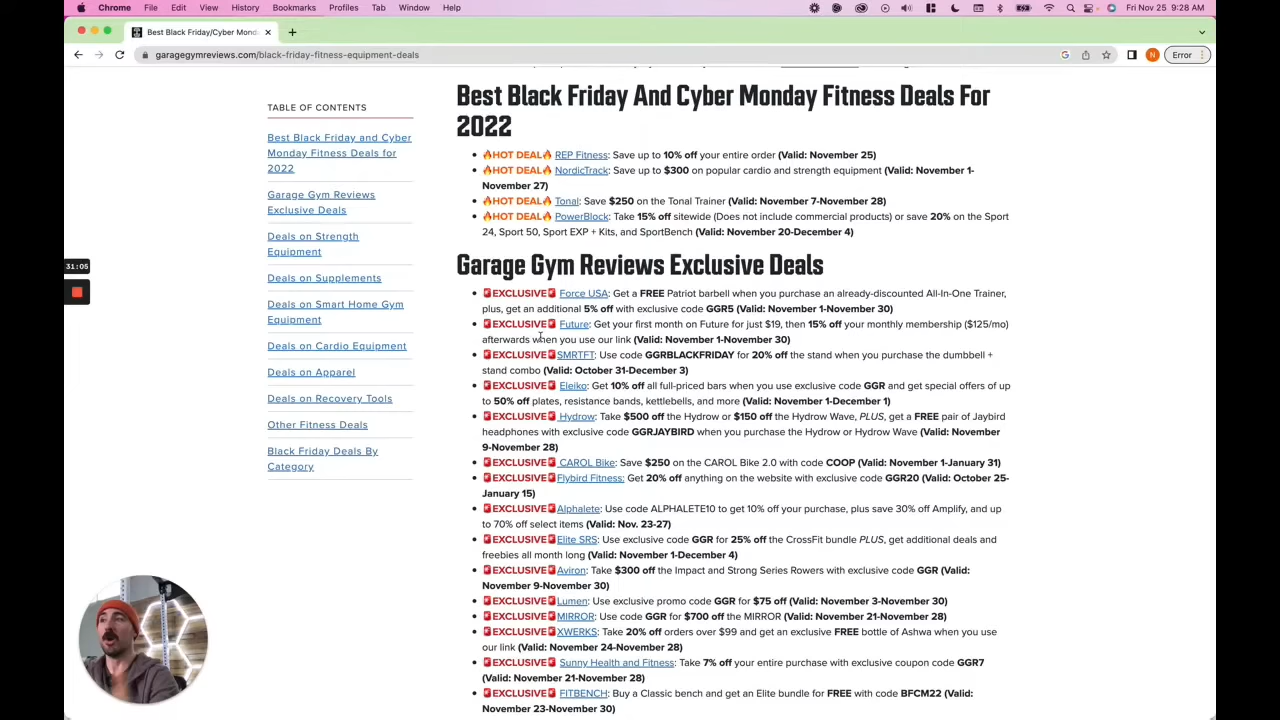 Chrome File Edit View History Bookmarks Profiles Tab Window Help Fri Nov 25 9:28 AM
Best Black Friday/Cyber Mond
garagegymreviews.com/black-friday-fitness-equipment-deals
N Error
TABLE OF CONTENTS
Best Black Friday and Cyber
Monday Fitness Deals for
2022
Garage Gym Reviews
Exclusive Deals
Deals on Strength
Equipment
Deals on Supplements
Deals on Smart Home Gym
Equipment
Deals on Cardio Equipment
Deals on Apparel
Deals on Recovery Tools
Other Fitness Deals
Black Friday Deals By
Category
31:05
Best Black Friday And Cyber Monday Fitness Deals For
2022
• 🔥HOT DEAL🔥 REP Fitness: Save up to 10% off your entire order (Valid: November 25)
• 🔥HOT DEAL🔥 NordicTrack: Save up to $300 on popular cardio and strength equipment (Valid: November 1-
November 27)
• 🔥HOT DEAL🔥 Tonal: Save $250 on the Tonal Trainer (Valid: November 7-November 28)
• 🔥HOT DEAL🔥 PowerBlock: Take 15% off sitewide (Does not include commercial products) or save 20% on the Sport
24, Sport 50, Sport EXP + Kits, and SportBench (Valid: November 20-December 4)
Garage Gym Reviews Exclusive Deals
• 🚨EXCLUSIVE🚨 Force USA: Get a FREE Patriot barbell when you purchase an already-discounted All-In-One Trainer,
plus, get an additional 5% off with exclusive code GGR5 (Valid: November 1-November 30)
• 🚨EXCLUSIVE🚨 Future: Get your first month on Future for just $19, then 15% off your monthly membership ($125/mo)
afterwards when you use our link (Valid: November 1-November 30)
• 🚨EXCLUSIVE🚨SMRTFT: Use code GGRBLACKFRIDAY for 20% off the stand when you purchase the dumbbell +
stand combo (Valid: October 31-December 3)
• 🚨EXCLUSIVE🚨 Eleiko: Get 10% off all full-priced bars when you use exclusive code GGR and get special offers of up
to 50% off plates, resistance bands, kettlebells, and more (Valid: November 1-December 1)
• 🚨EXCLUSIVE🚨 Hydrow: Take $500 off the Hydrow or $150 off the Hydrow Wave, PLUS, get a FREE pair of Jaybird
headphones with exclusive code GGRJAYBIRD when you purchase the Hydrow or Hydrow Wave (Valid: November
9-November 28)
• 🚨EXCLUSIVE🚨 CAROL Bike: Save $250 on the CAROL Bike 2.0 with code COOP (Valid: November 1-January 31)
• 🚨EXCLUSIVE🚨Flybird Fitness: Get 20% off anything on the website with exclusive code GGR20 (Valid: October 25-
January 15)
• 🚨EXCLUSIVE🚨Alphalete: Use code ALPHALETE10 to get 10% off your purchase, plus save 30% off Amplify, and up
to 70% off select items (Valid: Nov. 23-27)
• 🚨EXCLUSIVE🚨Elite SRS: Use exclusive code GGR for 25% off the CrossFit bundle PLUS, get additional deals and
freebies all month long (Valid: November 1-December 4)
• 🚨EXCLUSIVE🚨Aviron: Take $300 off the Impact and Strong Series Rowers with exclusive code GGR (Valid:
November 9-November 30)
• 🚨EXCLUSIVE🚨Lumen: Use exclusive promo code GGR for $75 off (Valid: November 3-November 30)
• 🚨EXCLUSIVE🚨MIRROR: Use code GGR for $700 off the MIRROR (Valid: November 21-November 28)
• 🚨EXCLUSIVE🚨XWERKS: Take 20% off orders over $99 and get an exclusive FREE bottle of Ashwa when you use
our link (Valid: November 24-November 28)
• 🚨EXCLUSIVE🚨 Sunny Health and Fitness: Take 7% off your entire purchase with exclusive coupon code GGR7
(Valid: November 21-November 28)
• 🚨EXCLUSIVE🚨 FITBENCH: Buy a Classic bench and get an Elite bundle for FREE with code BFCM22 (Valid:
November 23-November 30)